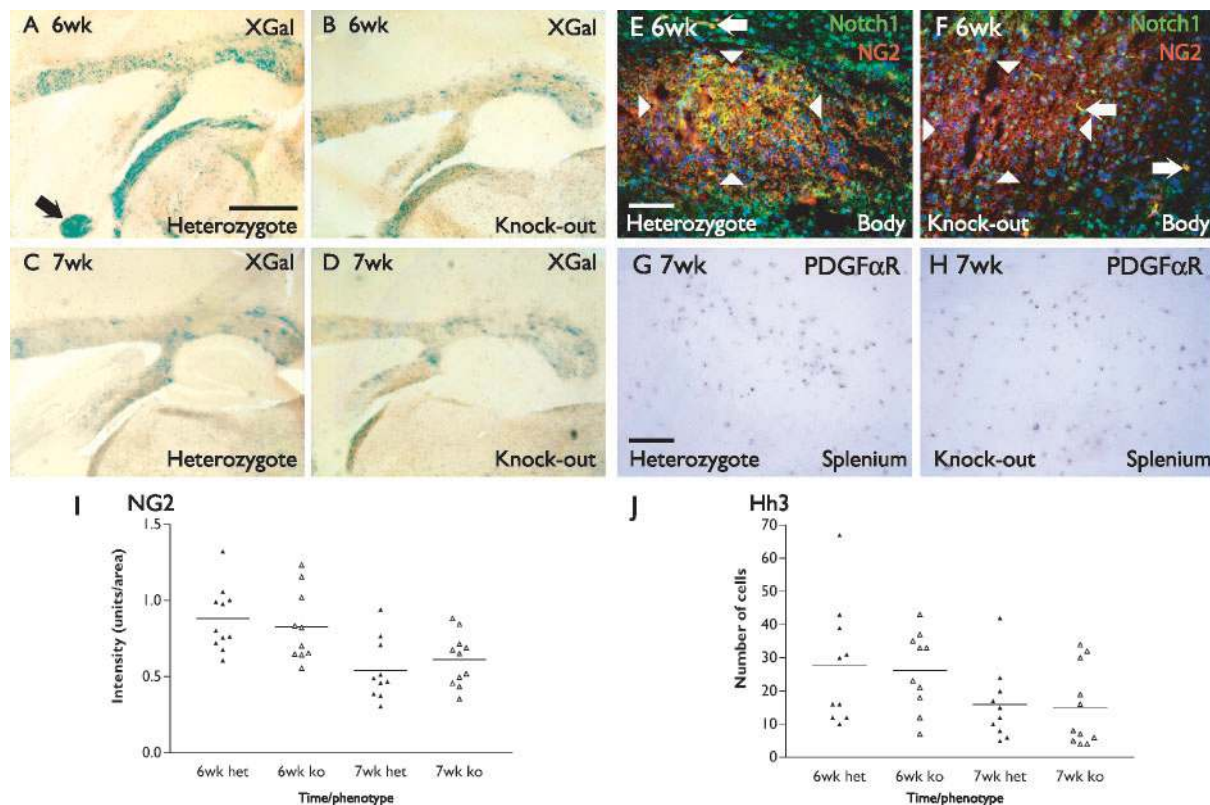 A 6wk XGal
Heterozygote
B 6wk XGal
Knock-out
E 6wk Notch1
NG2
Heterozygote Body
F 6wk Notch1
NG2
Knock-out Body
C 7wk XGal
Heterozygote
D 7wk XGal
Knock-out
G 7wk PDGFαR
Heterozygote Splenium
H 7wk PDGFαR
Knock-out Splenium
I NG2
Intensity (units/area)
1.5
1.0
0.5
0.0
6wk het 6wk ko 7wk het 7wk ko
Time/phenotype
J Hh3
Number of cells
70
60
50
40
30
20
10
0
6wk het 6wk ko 7wk het 7wk ko
Time/phenotype